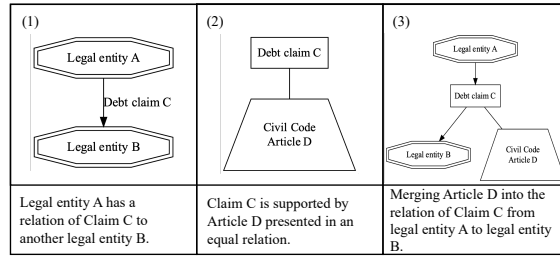 (1)
Legal entity A
Debt claim C
Legal entity B
(2)
Debt claim C
Civil Code
Article D
(3)
Legal entity A
Debt claim C
Legal entity B
Civil Code
Article D
Legal entity A has a
relation of Claim C to
another legal entity B.
Claim C is supported by
Article D presented in an
equal relation.
Merging Article D into the
relation of Claim C from
legal entity A to legal entity
B.